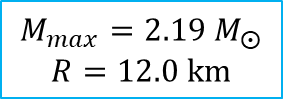 M_max = 2.19 M_⊙
R = 12.0 km